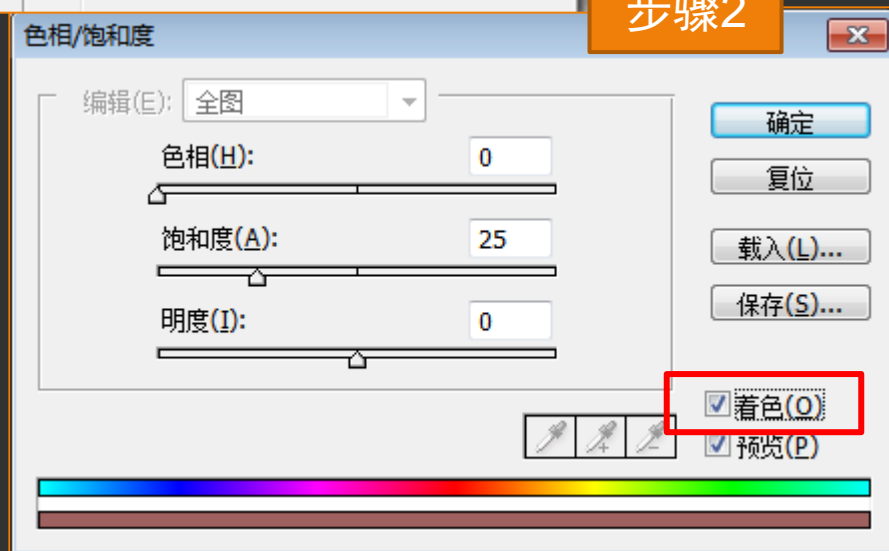 步骤2
色相/饱和度
编辑(E): 全图
色相(H): 0
饱和度(A): 25
明度(I): 0
确定
复位
载入(L)...
保存(S)...
着色(O)
预览(P)